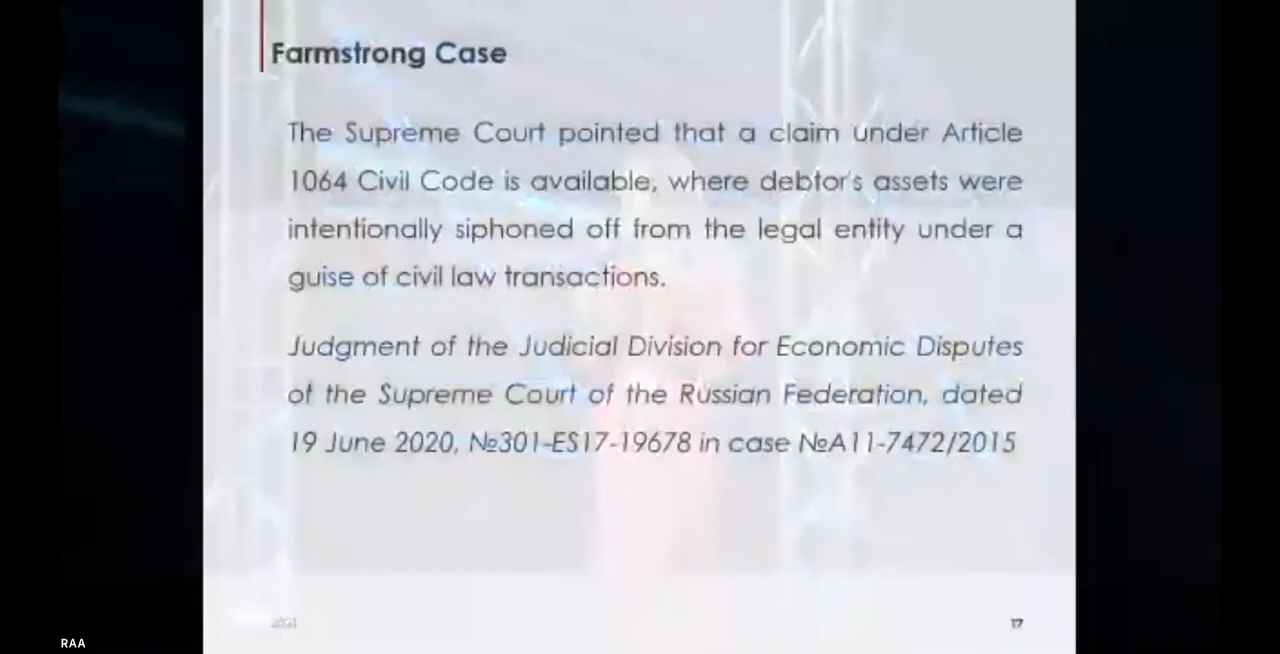 Farmstrong Case
The Supreme Court pointed that a claim under Article
1064 Civil Code is available, where debtor's assets were
intentionally siphoned off from the legal entity under a
guise of civil law transactions.
Judgment of the Judicial Division for Economic Disputes
of the Supreme Court of the Russian Federation, dated
19 June 2020, №301-ES17-19678 in case №A11-7472/2015
17
RAA